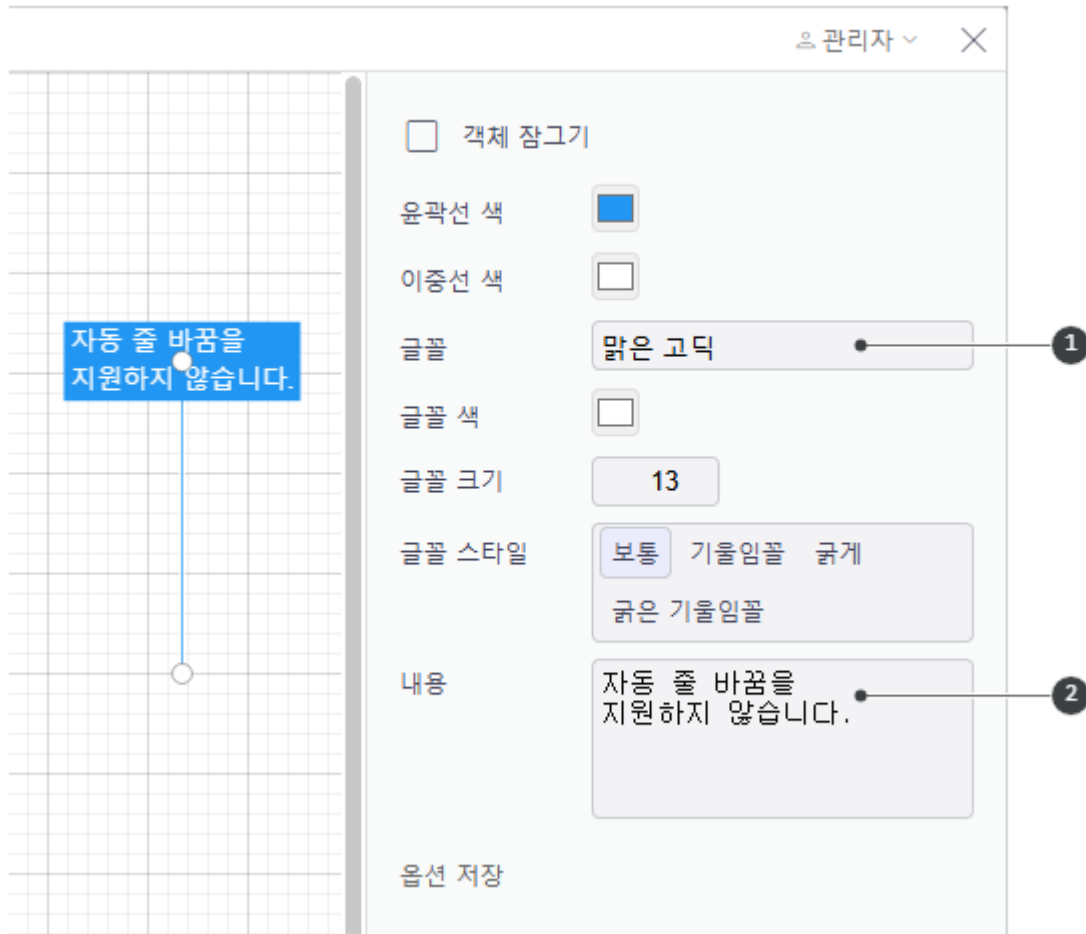 관리자
객체 잠그기
윤곽선 색
이중선 색
자동 줄 바꿈을
지원하지 않습니다.
글꼴
맑은 고딕
1
글꼴 색
글꼴 크기
13
글꼴 스타일
보통 기울임꼴 굵게
굵은 기울임꼴
내용
자동 줄 바꿈을
지원하지 않습니다.
2
옵션 저장